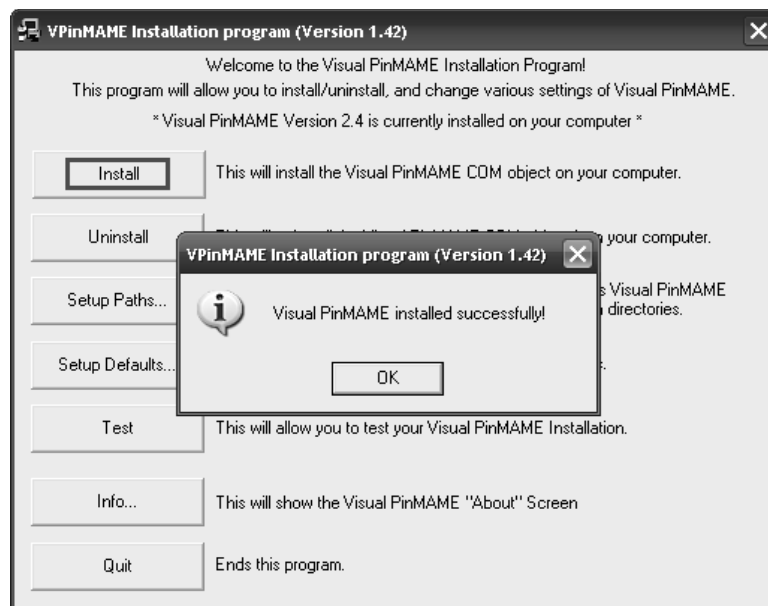 VPinMAME Installation program (Version 1.42)
Welcome to the Visual PinMAME Installation Program!
This program will allow you to install/uninstall, and change various settings of Visual PinMAME.
* Visual PinMAME Version 2.4 is currently installed on your computer *
Install
This will install the Visual PinMAME COM object on your computer.
Uninstall
your computer.
VPinMAME Installation program (Version 1.42)
Setup Paths...
Visual PinMAME
directories.
Visual PinMAME installed successfully!
Setup Defaults...
OK
Test
This will allow you to test your Visual PinMAME Installation.
Info...
This will show the Visual PinMAME "About" Screen
Quit
Ends this program.